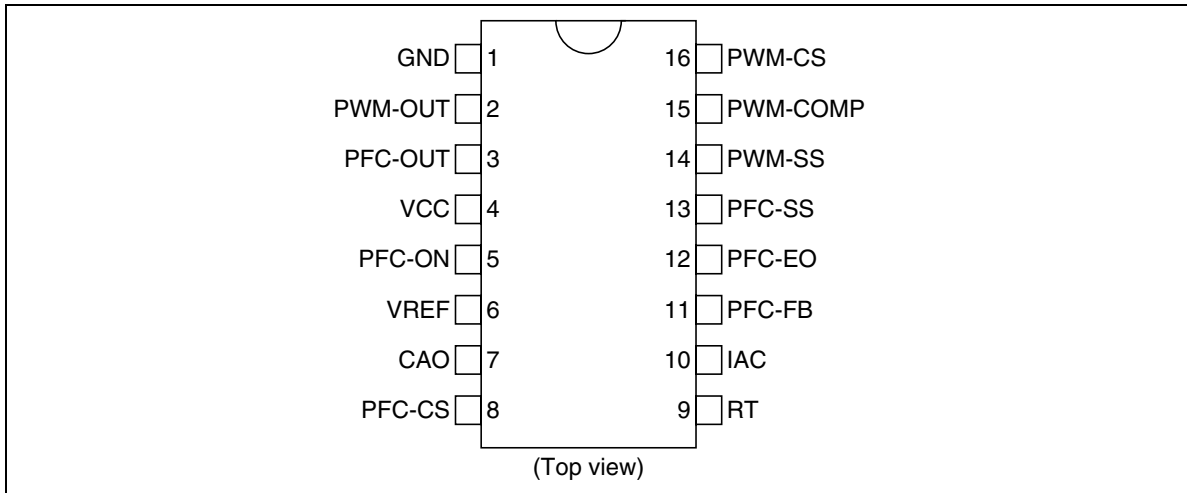 GND 1 16 PWM-CS
PWM-OUT 2 15 PWM-COMP
PFC-OUT 3 14 PWM-SS
VCC 4 13 PFC-SS
PFC-ON 5 12 PFC-EO
VREF 6 11 PFC-FB
CAO 7 10 IAC
PFC-CS 8 9 RT
(Top view)